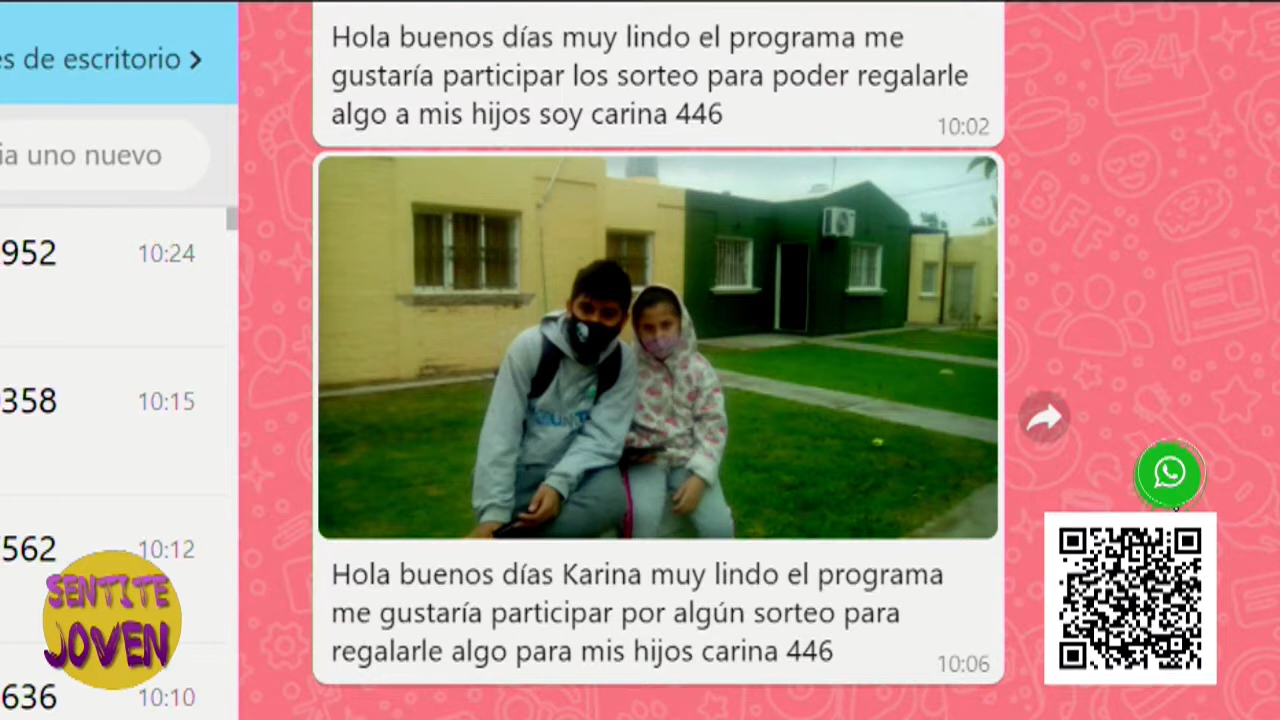 es de escritorio
Hola buenos días muy lindo el programa me
gustaría participar los sorteo para poder regalarle
algo a mis hijos soy carina 446
10:02
ia uno nuevo
952
10:24
358
10:15
562
10:12
636
10:10
Hola buenos días Karina muy lindo el programa
me gustaría participar por algún sorteo para
regalarle algo para mis hijos carina 446
10:06
SENTITE
JOVEN
24
BFF